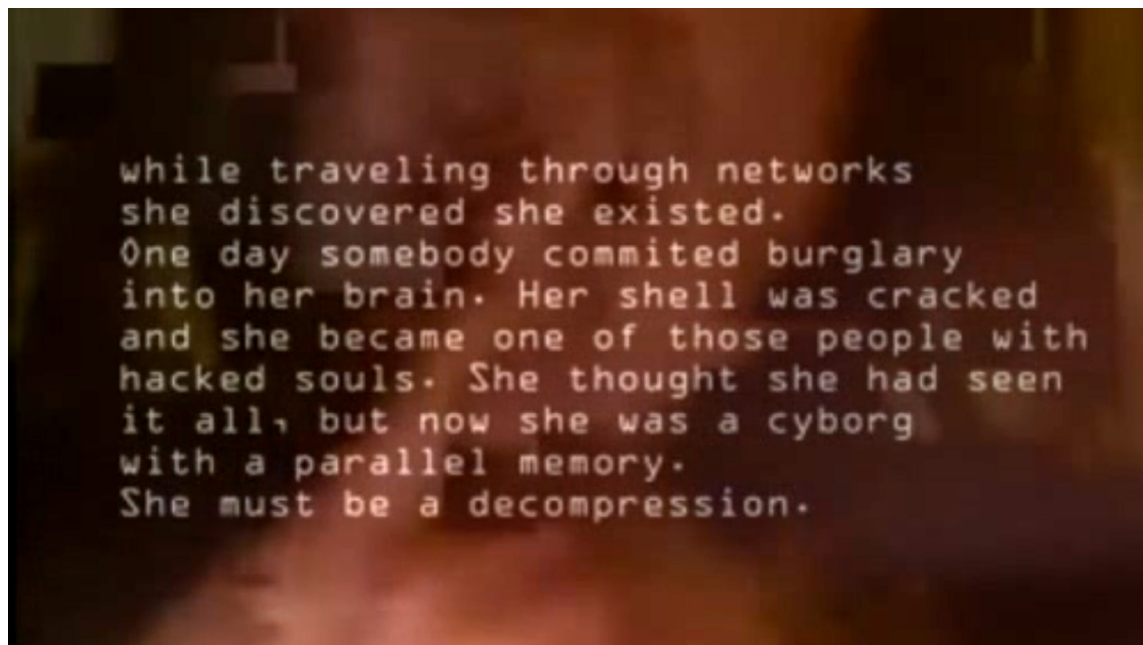 while traveling through networks
she discovered she existed.
One day somebody commited burglary
into her brain. Her shell was cracked
and she became one of those people with
hacked souls. She thought she had seen
it all, but now she was a cyborg
with a parallel memory.
She must be a decompression.